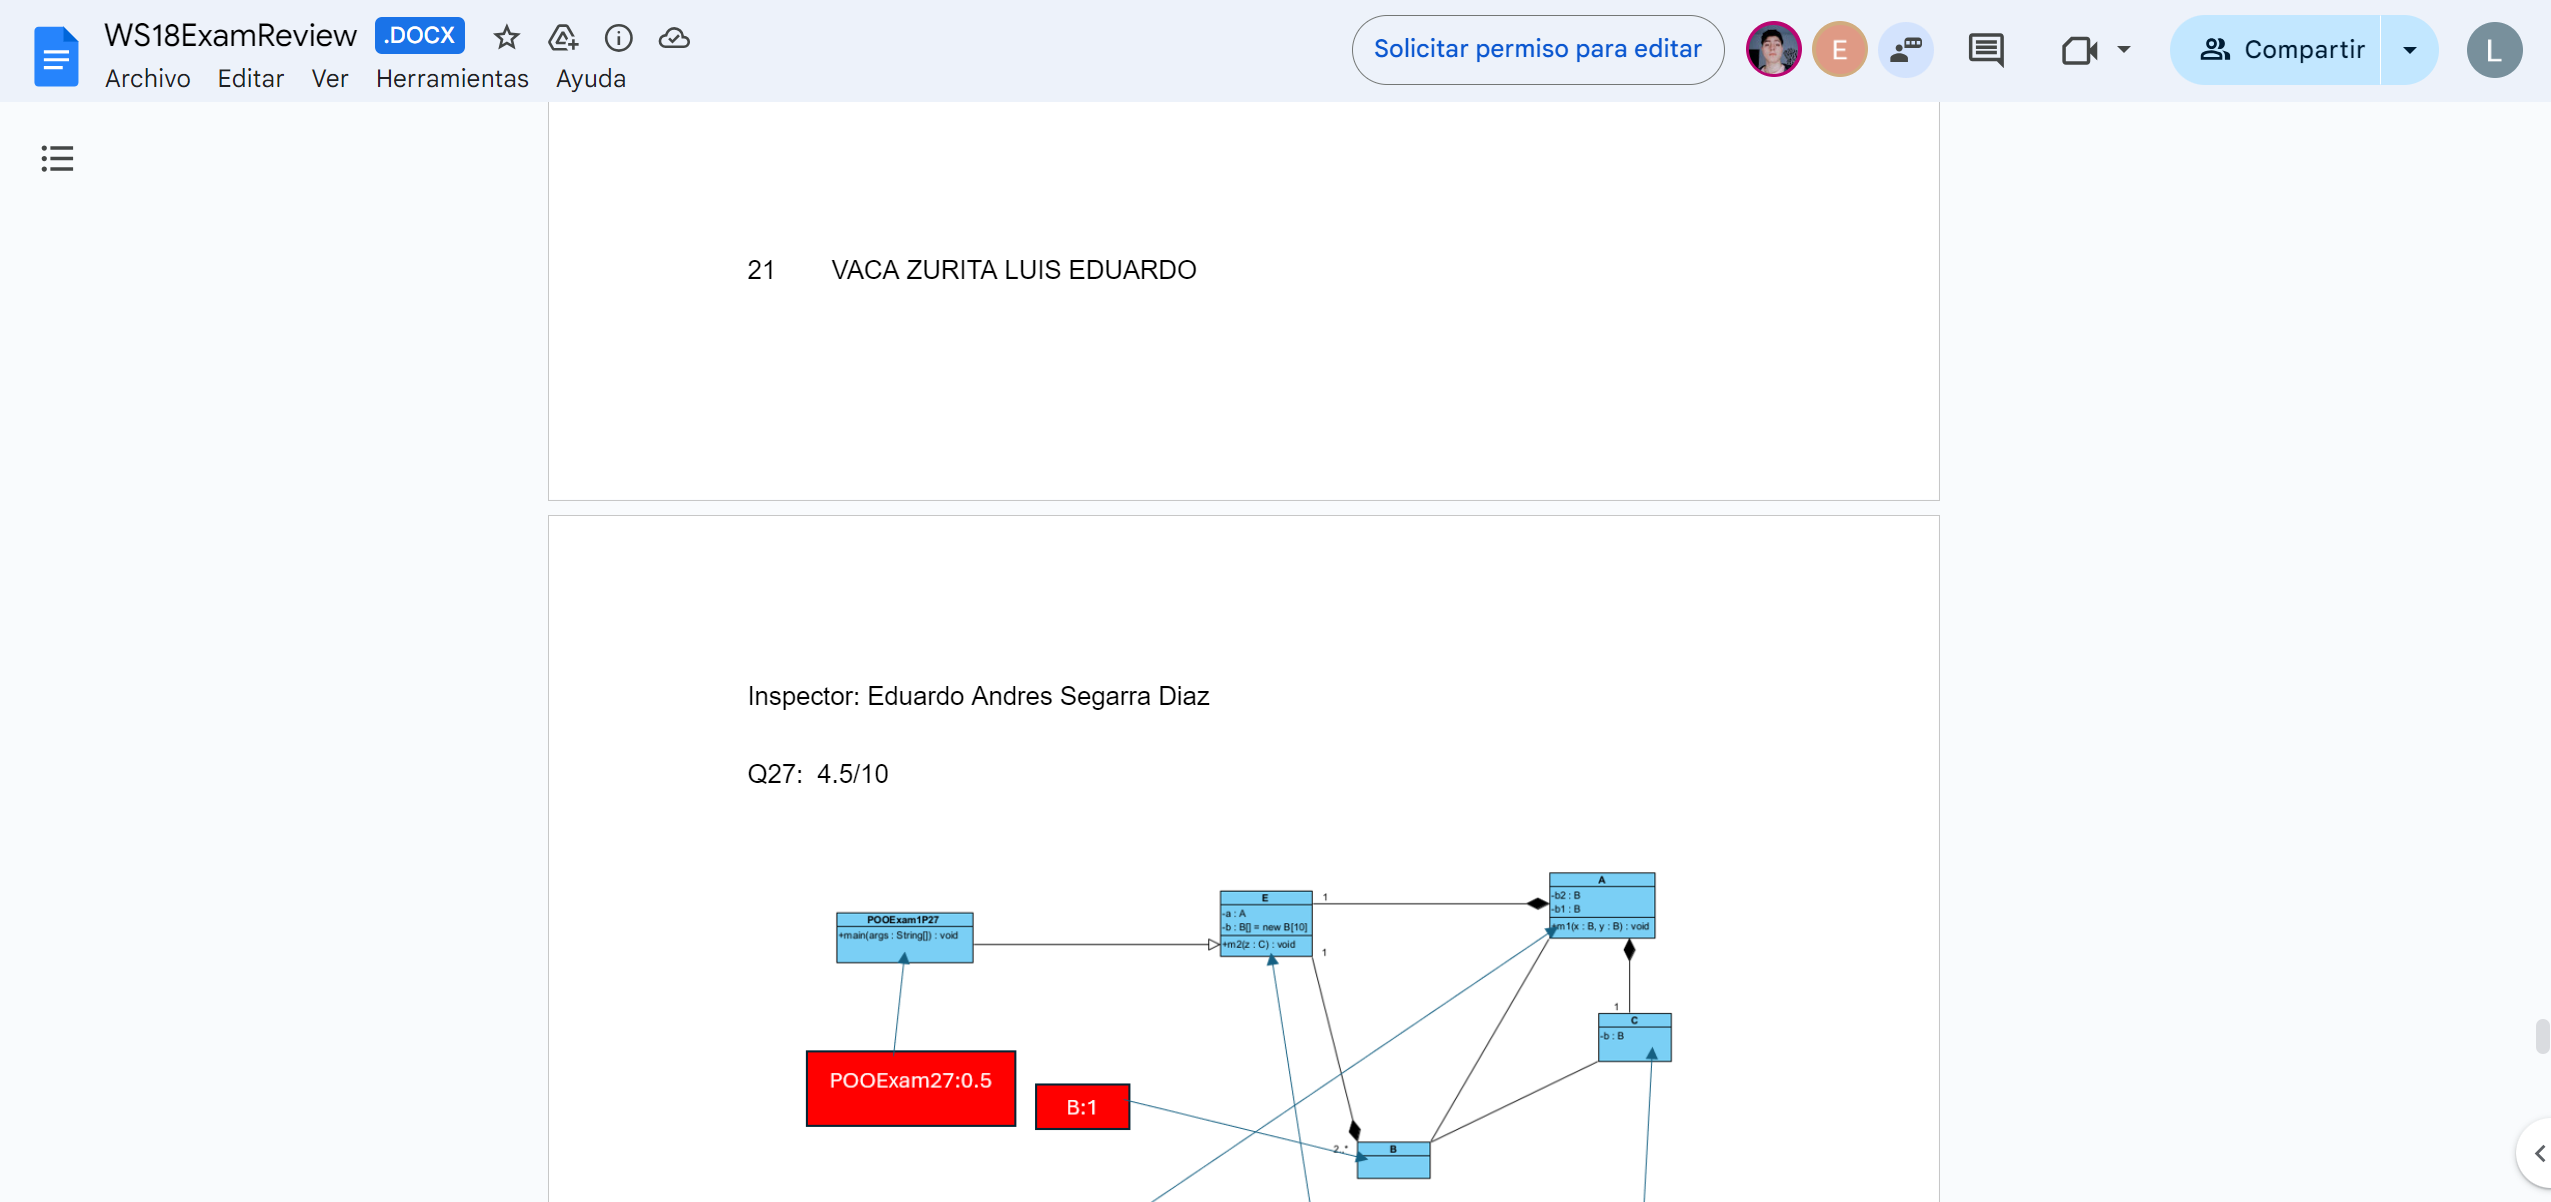 WS18ExamReview .DOCX
Archivo Editar Ver Herramientas Ayuda
Solicitar permiso para editar
E
Compartir
L
21 VACA ZURITA LUIS EDUARDO
Inspector: Eduardo Andres Segarra Diaz
Q27: 4.5/10
POOExam1P27
+main(args : String[]) : void
E
-a : A
-b : B[] = new B[10]
+m2(z : C) : void
1
1
A
-b2 : B
-b1 : B
+m1(x : B, y : B) : void
1
C
-b : B
POOExam27:0.5
B:1
2..*
B